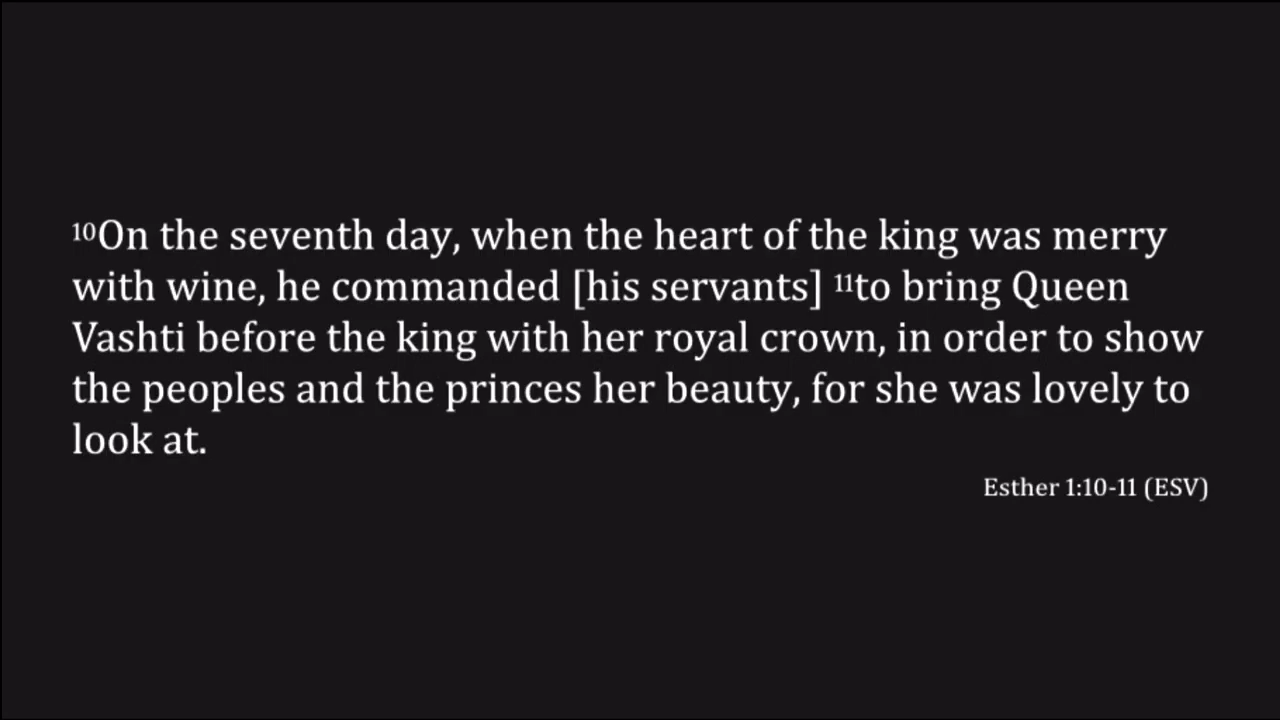 ¹⁰On the seventh day, when the heart of the king was merry
with wine, he commanded [his servants] ¹¹to bring Queen
Vashti before the king with her royal crown, in order to show
the peoples and the princes her beauty, for she was lovely to
look at.
Esther 1:10-11 (ESV)